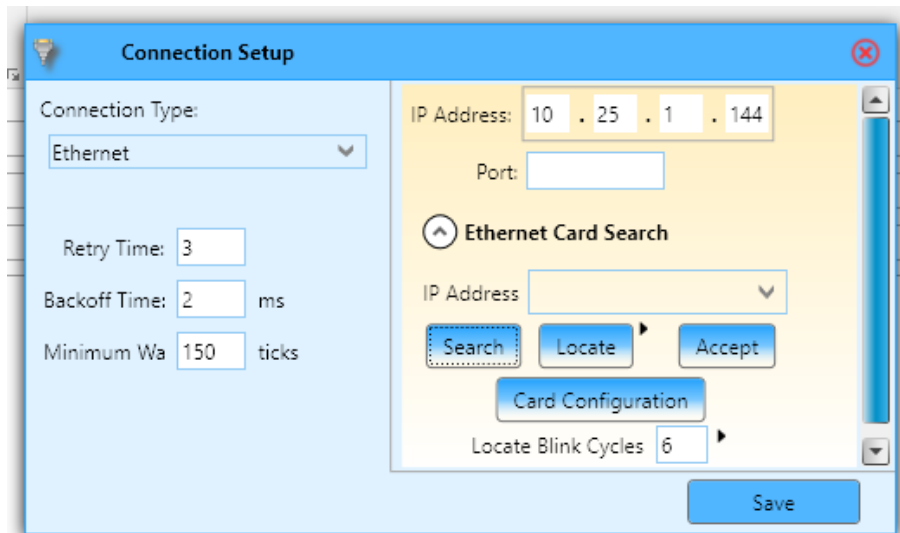 Connection Setup
Connection Type:
Ethernet
Retry Time: 3
Backoff Time: 2 ms
Minimum Wa 150 ticks
IP Address: 10 . 25 . 1 . 144
Port:
Ethernet Card Search
IP Address
Search Locate Accept
Card Configuration
Locate Blink Cycles 6
Save